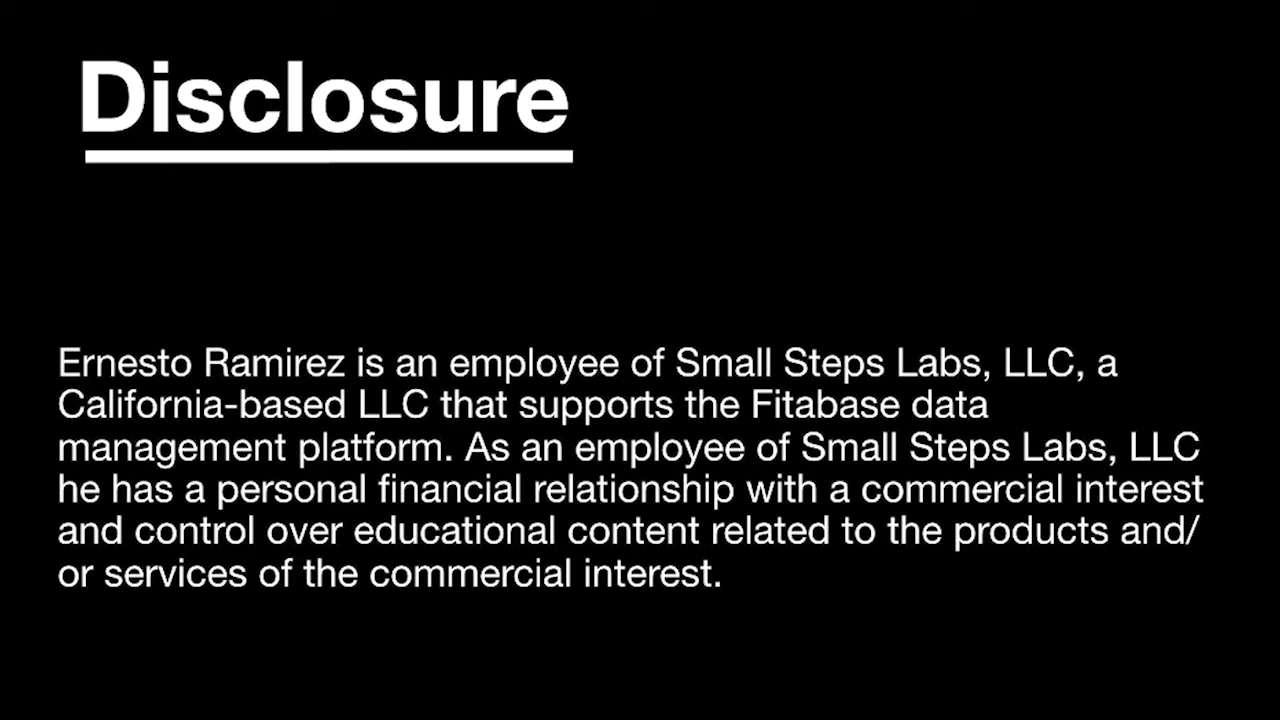 Disclosure
Ernesto Ramirez is an employee of Small Steps Labs, LLC, a
California-based LLC that supports the Fitabase data
management platform. As an employee of Small Steps Labs, LLC
he has a personal financial relationship with a commercial interest
and control over educational content related to the products and/
or services of the commercial interest.